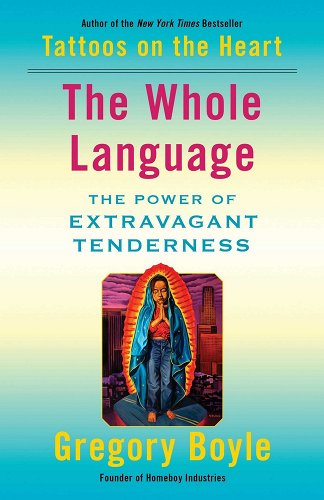 Author of the New York Times Bestseller
Tattoos on the Heart
The Whole
Language
THE POWER OF
EXTRAVAGANT
TENDERNESS
Gregory Boyle
Founder of Homeboy Industries